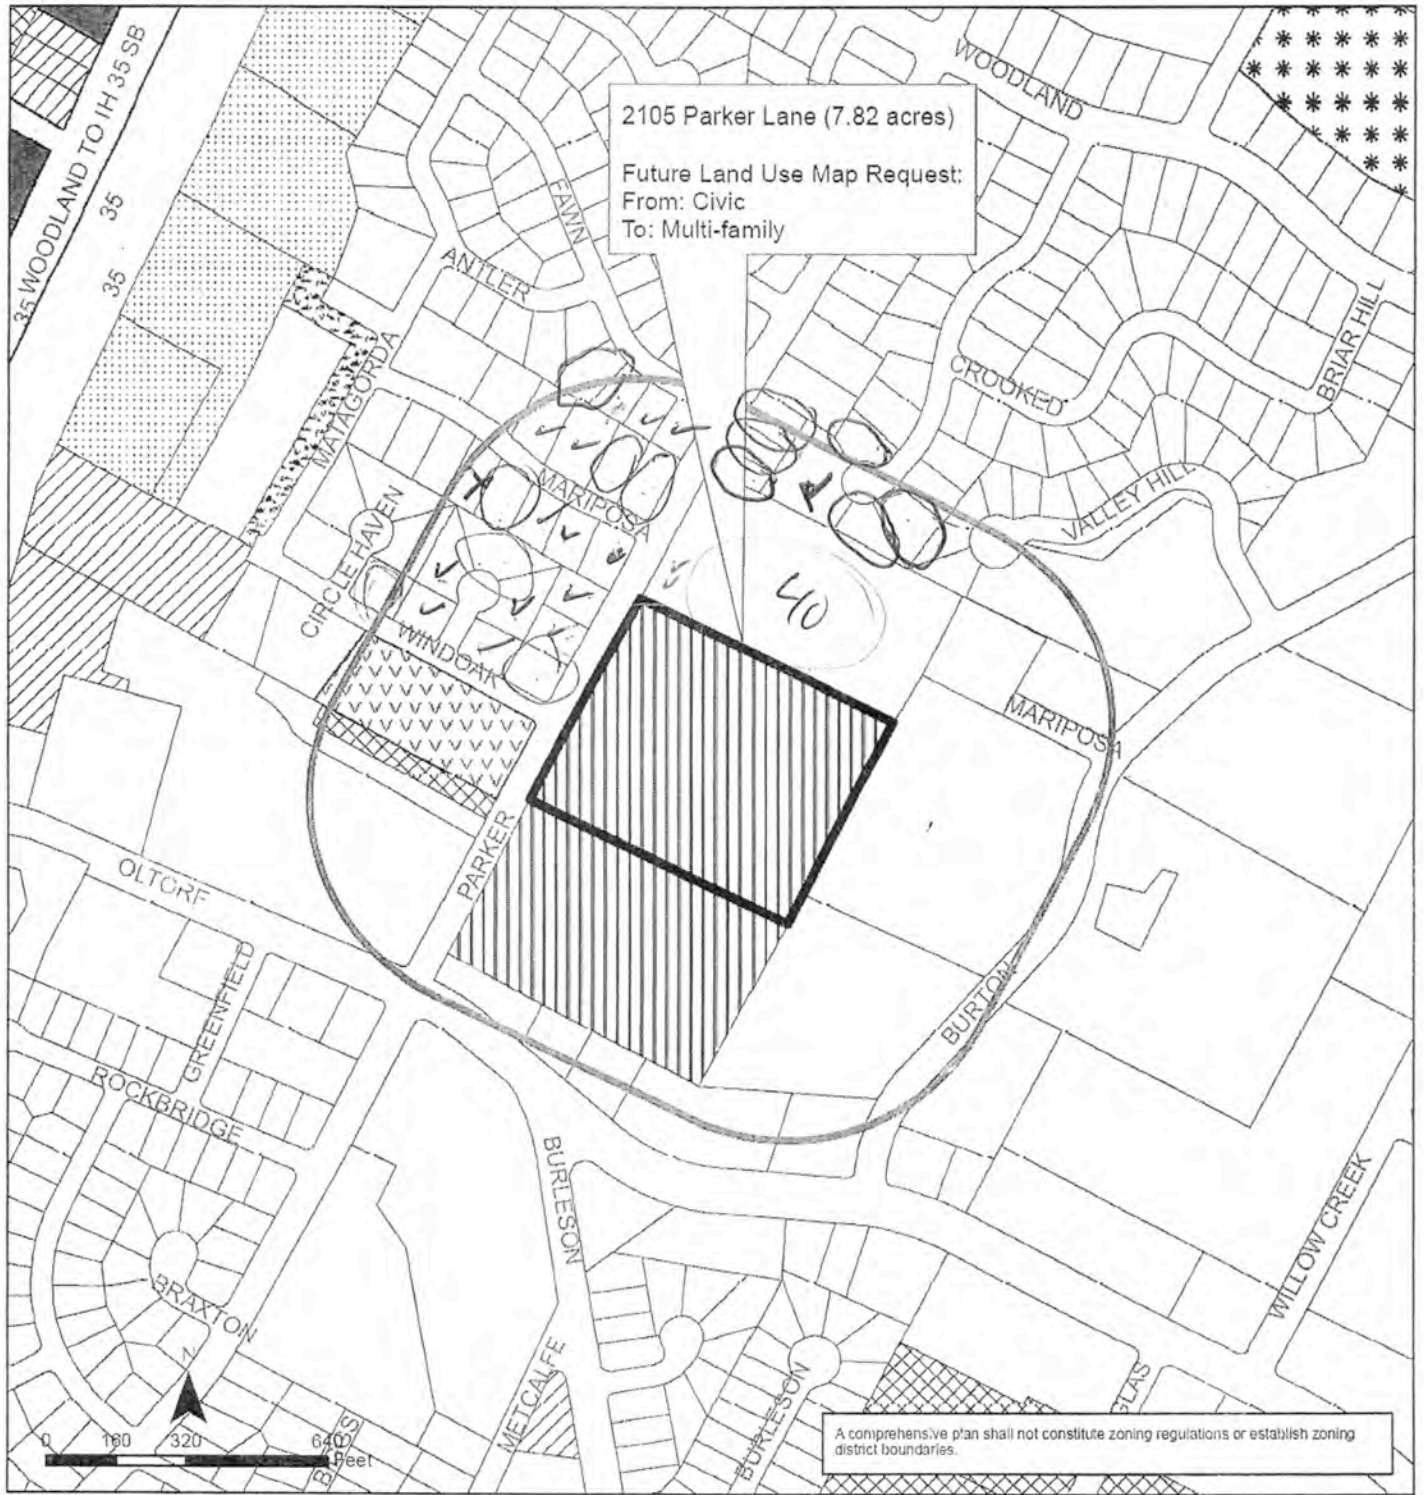 35 WOODLAND TO IH 35 SB
35
35
WOODLAND
2105 Parker Lane (7.82 acres)
Future Land Use Map Request:
From: Civic
To: Multi-family
FAWN
ANTLER
BRIAR HILL
CROOKED
MATAGORDA
MARIPOSA
VALLEY HILL
CIRCLE HAVEN
40
WINDOAK
MARIPOSA
PARKER
OLTORF
GREENFIELD
BURTON
ROCKBRIDGE
BURLESON
WILLOW CREEK
BRAXTON
N
METCALFE
BURLESON
GLAS
0 160 320 640
Feet
A comprehensive plan shall not constitute zoning regulations or establish zoning
district boundaries.